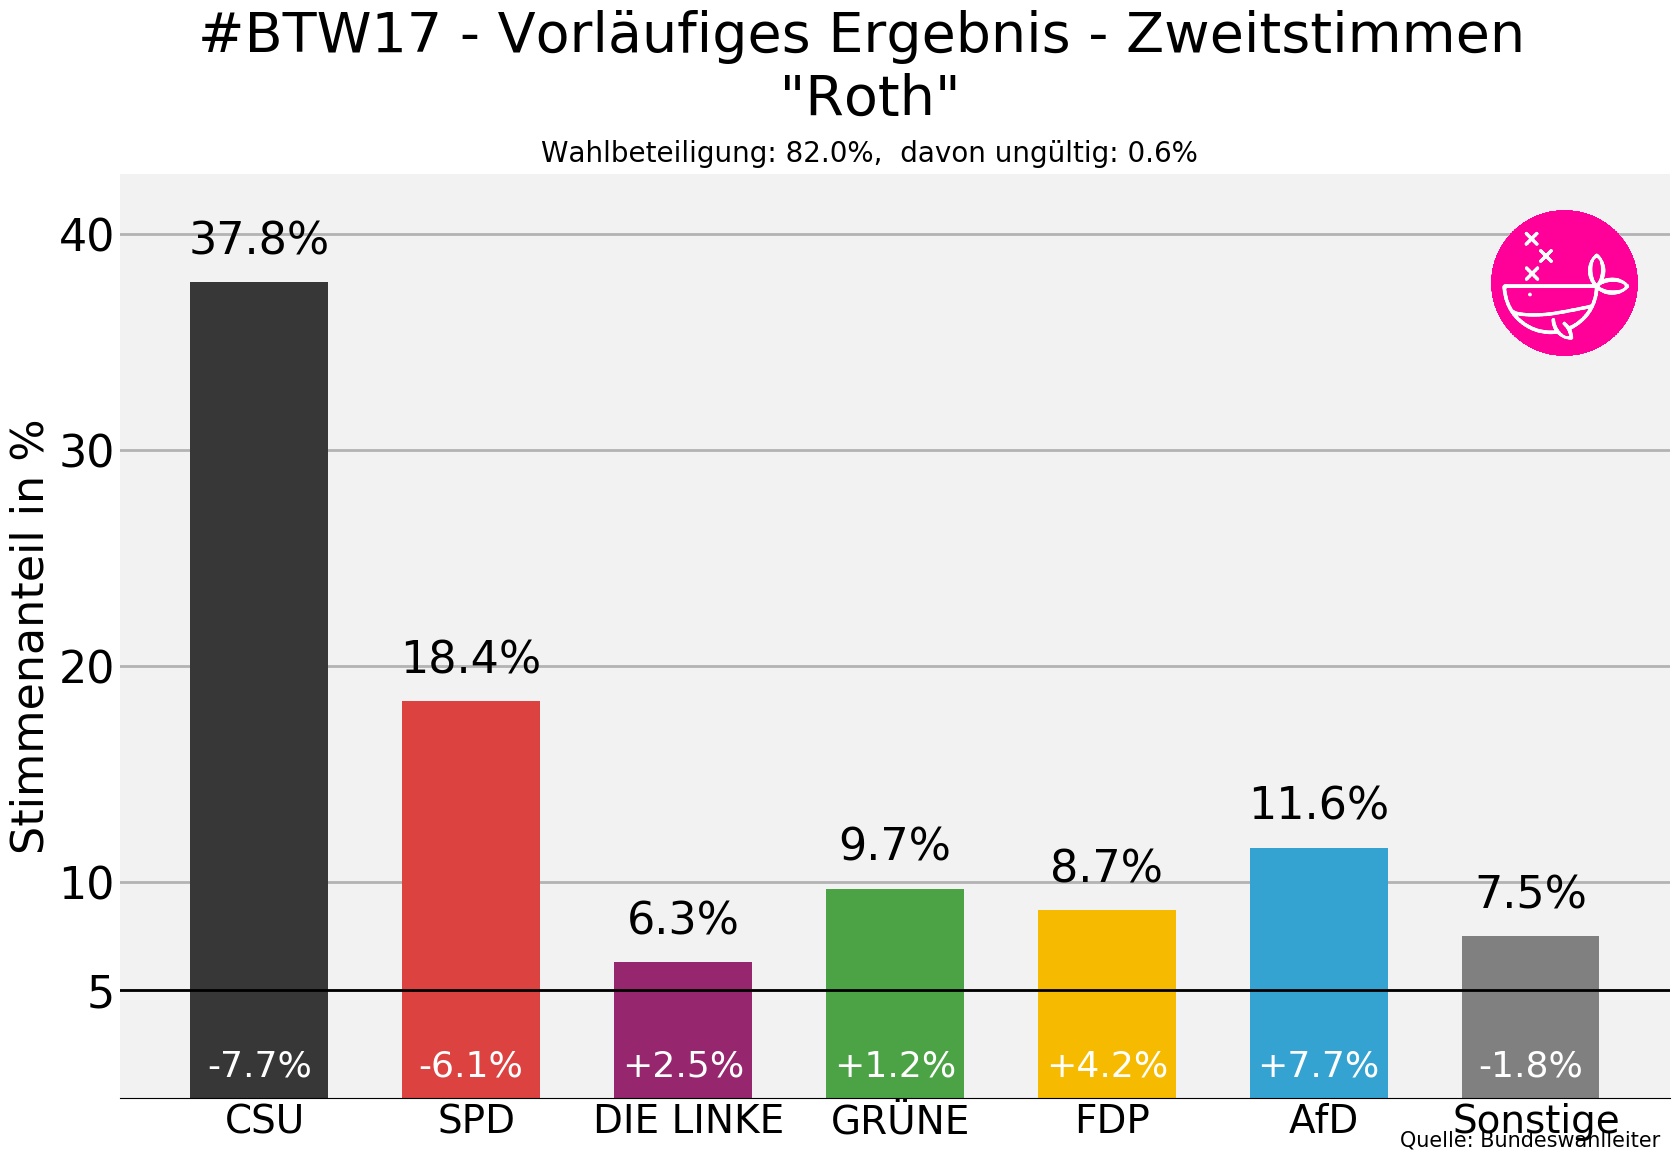 #BTW17 - Vorläufiges Ergebnis - Zweitstimmen
"Roth"
Wahlbeteiligung: 82.0%,  davon ungültig: 0.6%
Stimmenanteil in %
40
30
20
10
5
37.8%
18.4%
6.3%
9.7%
8.7%
11.6%
7.5%
-7.7%
-6.1%
+2.5%
+1.2%
+4.2%
+7.7%
-1.8%
CSU
SPD
DIE LINKE
GRÜNE
FDP
AfD
Sonstige
Quelle: Bundeswahlleiter